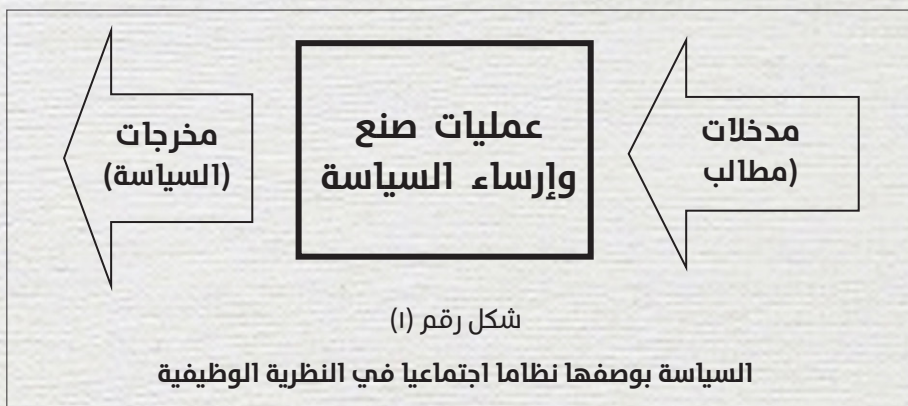 مدخلات
(مطالب
عمليات صنع
وإرساء السياسة
مخرجات
(السياسة)
شكل رقم (١)
السياسة بوصفها نظاما اجتماعيا في النظرية الوظيفية